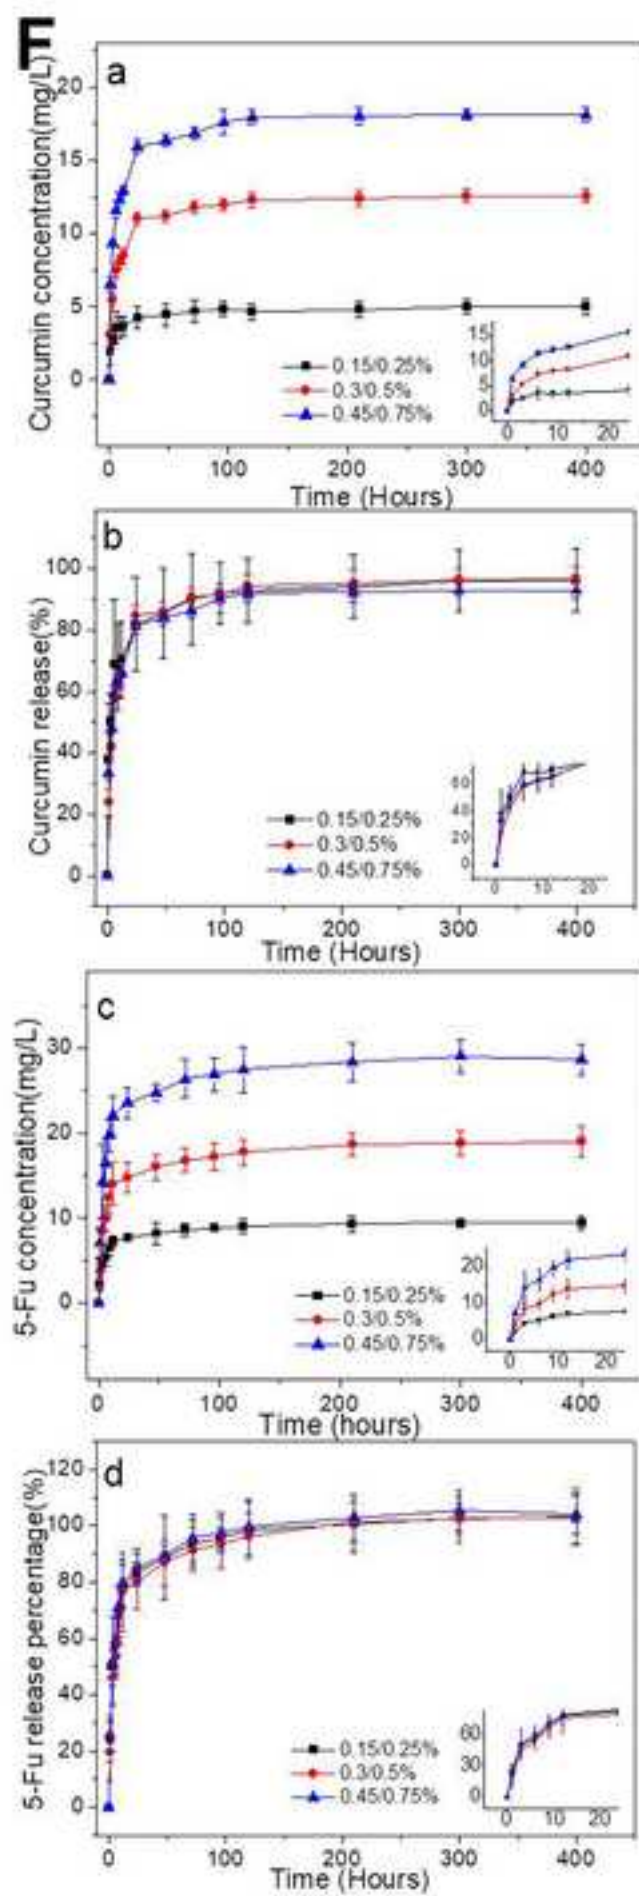 F
a
Curcumin concentration(mg/L)
20
15
10
5
0
0.15/0.25%
0.3/0.5%
0.45/0.75%
15
10
5
0
0 10 20
0 100 200 300 400
Time (Hours)
b
Curcumin release(%)
100
80
60
40
20
0
0.15/0.25%
0.3/0.5%
0.45/0.75%
60
40
20
0
0 10 20
0 100 200 300 400
Time (Hours)
c
5-Fu concentration(mg/L)
30
20
10
0
0.15/0.25%
0.3/0.5%
0.45/0.75%
20
10
0
0 10 20
0 100 200 300 400
Time (hours)
d
5-Fu release percentage(%)
120
100
80
60
40
20
0
0.15/0.25%
0.3/0.5%
0.45/0.75%
60
30
0
0 10 20
0 100 200 300 400
Time (Hours)